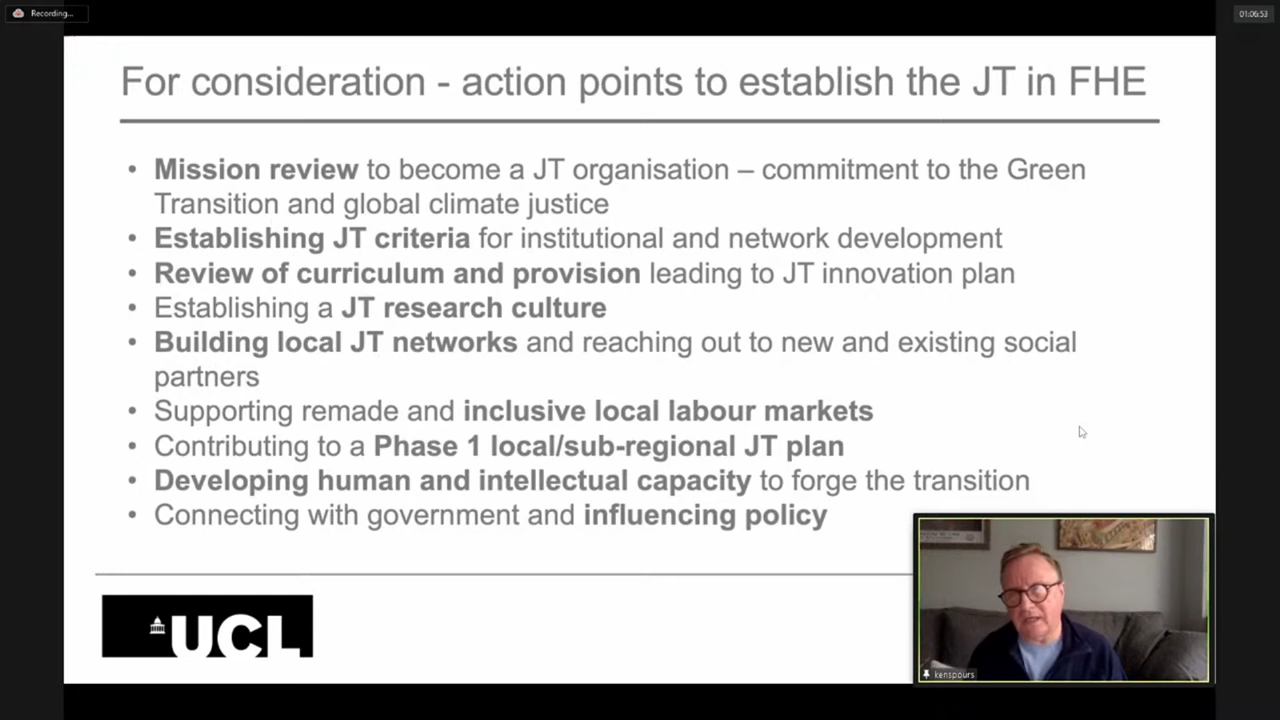 Recording...
01:06:53
For consideration - action points to establish the JT in FHE
• Mission review to become a JT organisation – commitment to the Green
Transition and global climate justice
• Establishing JT criteria for institutional and network development
• Review of curriculum and provision leading to JT innovation plan
• Establishing a JT research culture
• Building local JT networks and reaching out to new and existing social
partners
• Supporting remade and inclusive local labour markets
• Contributing to a Phase 1 local/sub-regional JT plan
• Developing human and intellectual capacity to forge the transition
• Connecting with government and influencing policy
UCL
kenspours